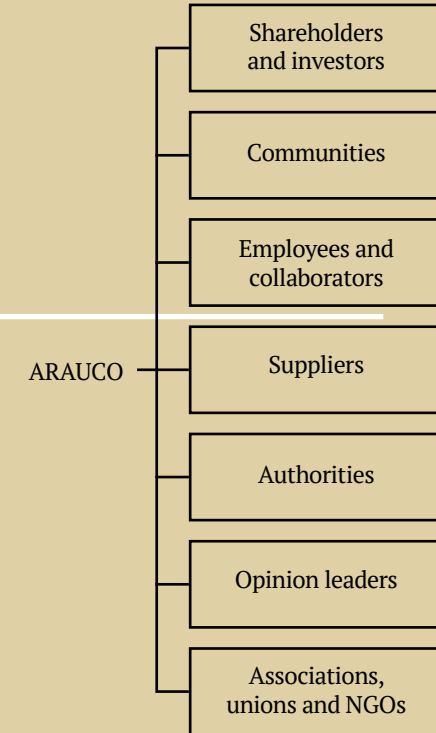 Shareholders
and investors
Communities
Employees and
collaborators
ARAUCO
Suppliers
Authorities
Opinion leaders
Associations,
unions and NGOs